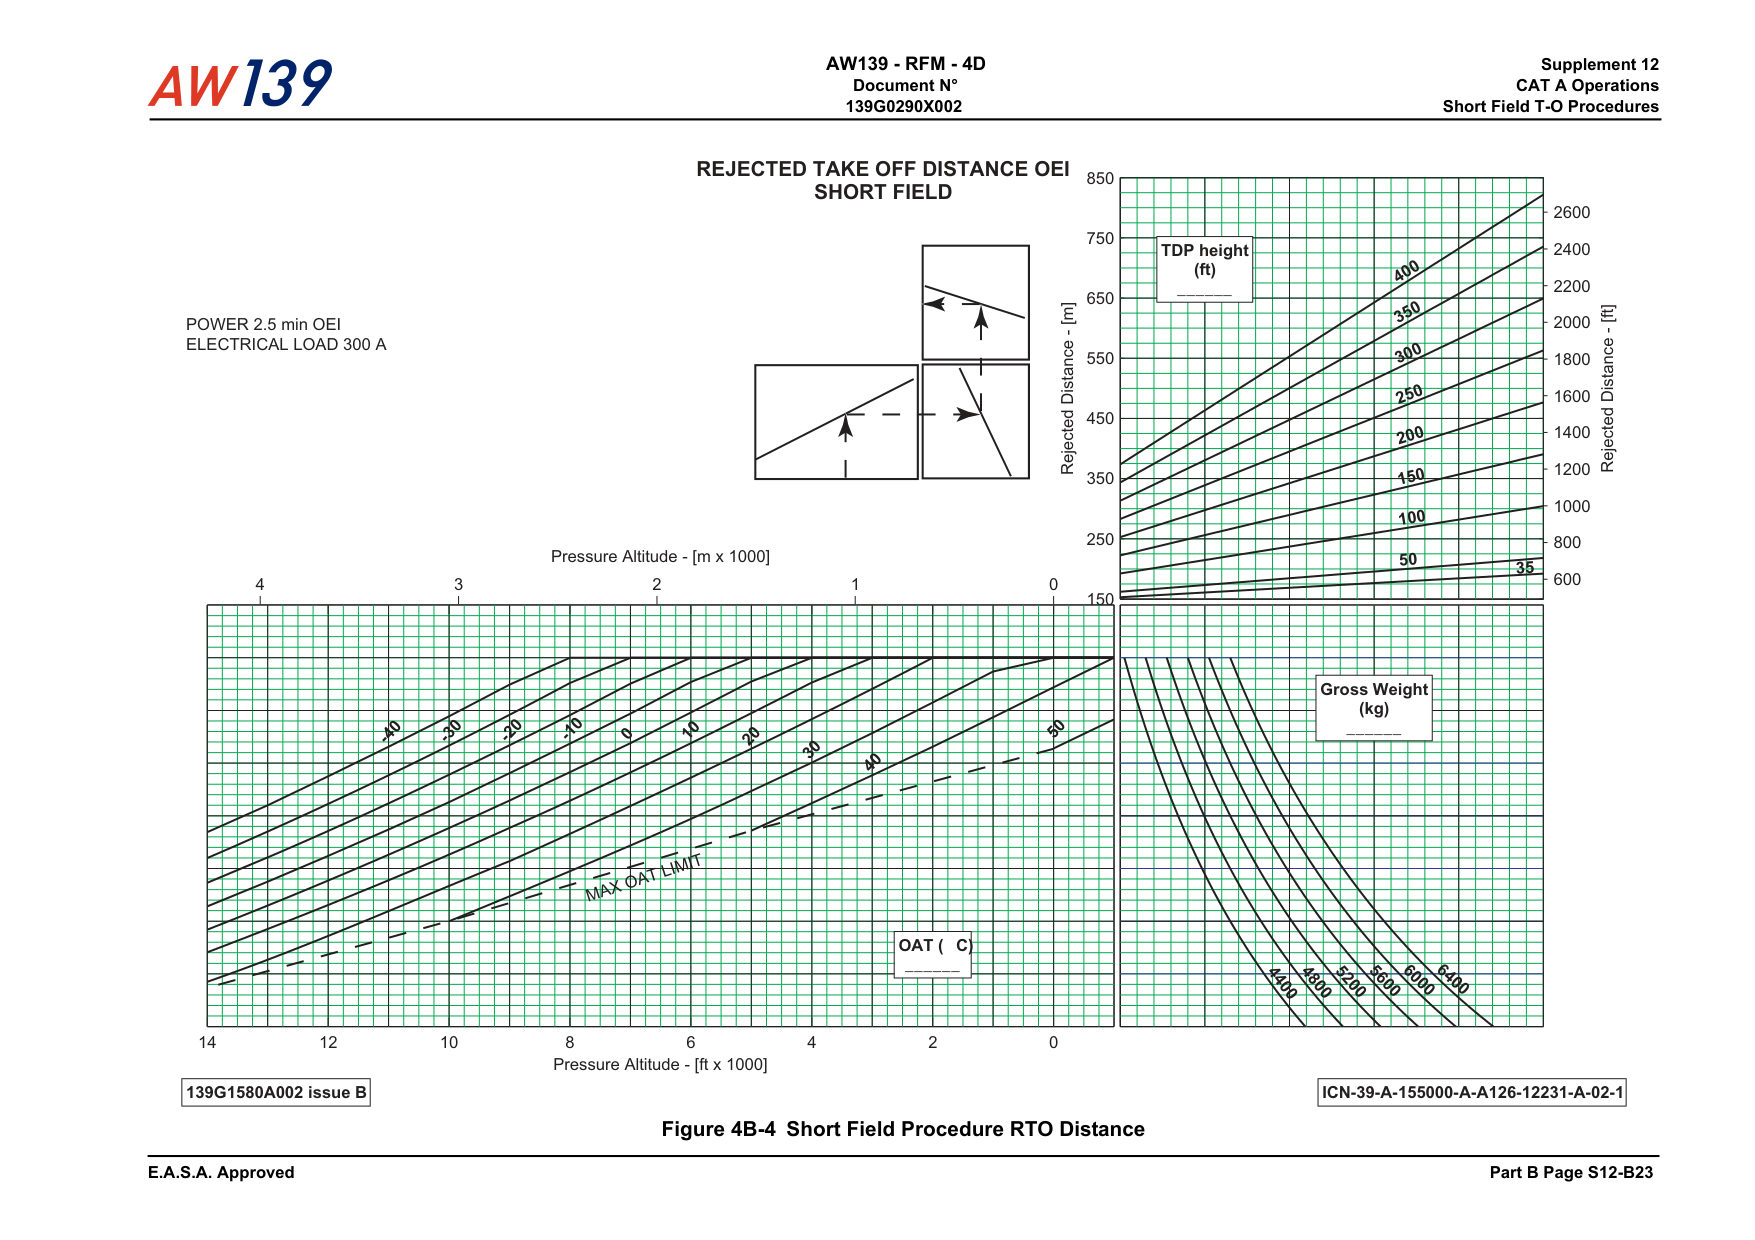 AW139
AW139 - RFM - 4D
Document N°
139G0290X002
Supplement 12
CAT A Operations
Short Field T-O Procedures
REJECTED TAKE OFF DISTANCE OEI
SHORT FIELD
POWER 2.5 min OEI
ELECTRICAL LOAD 300 A
850
750
650
550
450
350
250
150
Rejected Distance - [m]
TDP height
(ft)
______
400
350
300
250
200
150
100
50
35
2600
2400
2200
2000
1800
1600
1400
1200
1000
800
600
Rejected Distance - [ft]
Pressure Altitude - [m x 1000]
4 3 2 1 0
-40 -30 -20 -10 0 10 20 30 40 50
MAX OAT LIMIT
OAT ( C)
______
Gross Weight
(kg)
______
4400 4800 5200 5600 6000 6400
14 12 10 8 6 4 2 0
Pressure Altitude - [ft x 1000]
139G1580A002 issue B
ICN-39-A-155000-A-A126-12231-A-02-1
Figure 4B-4 Short Field Procedure RTO Distance
E.A.S.A. Approved
Part B Page S12-B23